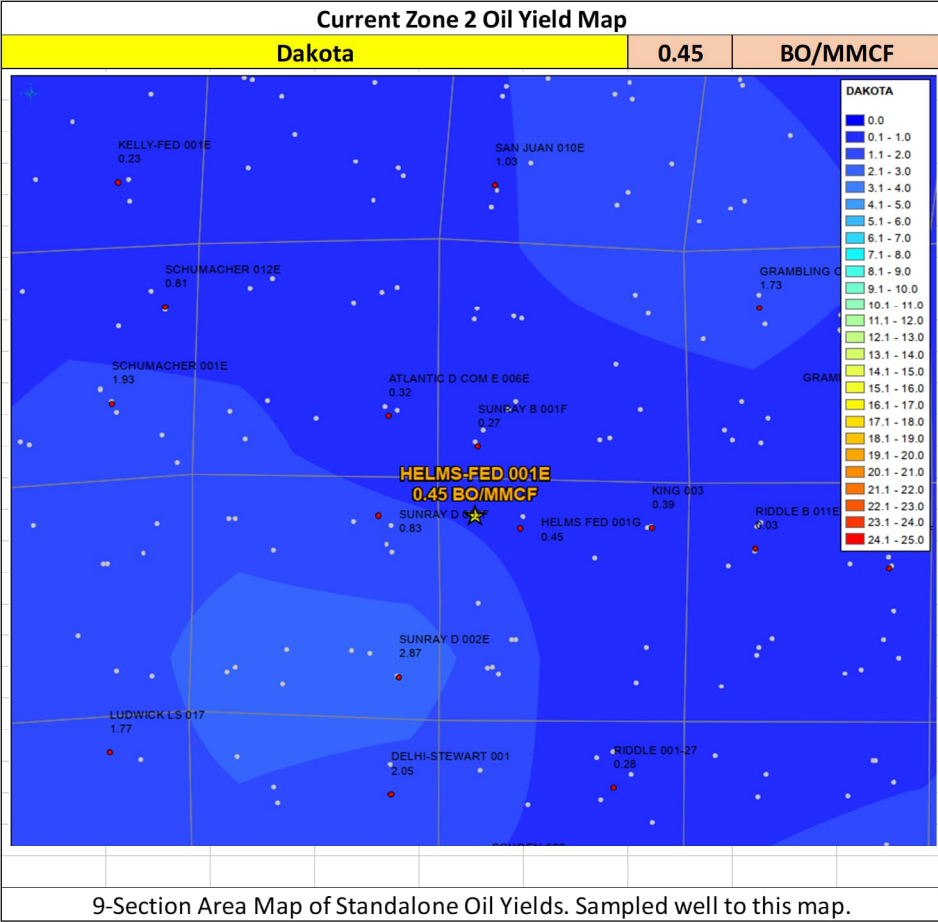 Current Zone 2 Oil Yield Map
Dakota 0.45 BO/MMCF
DAKOTA
0.0
0.1 - 1.0
1.1 - 2.0
2.1 - 3.0
3.1 - 4.0
4.1 - 5.0
5.1 - 6.0
6.1 - 7.0
7.1 - 8.0
8.1 - 9.0
9.1 - 10.0
10.1 - 11.0
11.1 - 12.0
12.1 - 13.0
13.1 - 14.0
14.1 - 15.0
15.1 - 16.0
16.1 - 17.0
17.1 - 18.0
18.1 - 19.0
19.1 - 20.0
20.1 - 21.0
21.1 - 22.0
22.1 - 23.0
23.1 - 24.0
24.1 - 25.0
KELLY-FED 001E
0.23
SAN JUAN 010E
1.03
SCHUMACHER 012E
0.81
GRAMBLING C
1.73
SCHUMACHER 001E
1.93
ATLANTIC D COM E 006E
0.32
GRAM
SUNRAY B 001F
0.27
HELMS-FED 001E
0.45 BO/MMCF
KING 003
0.39
SUNRAY D
0.83
HELMS FED 001G
0.45
RIDDLE B 011E
0.03
SUNRAY D 002E
2.87
LUDWICK LS 017
1.77
DELHI-STEWART 001
2.05
RIDDLE 001-27
0.28
9-Section Area Map of Standalone Oil Yields. Sampled well to this map.